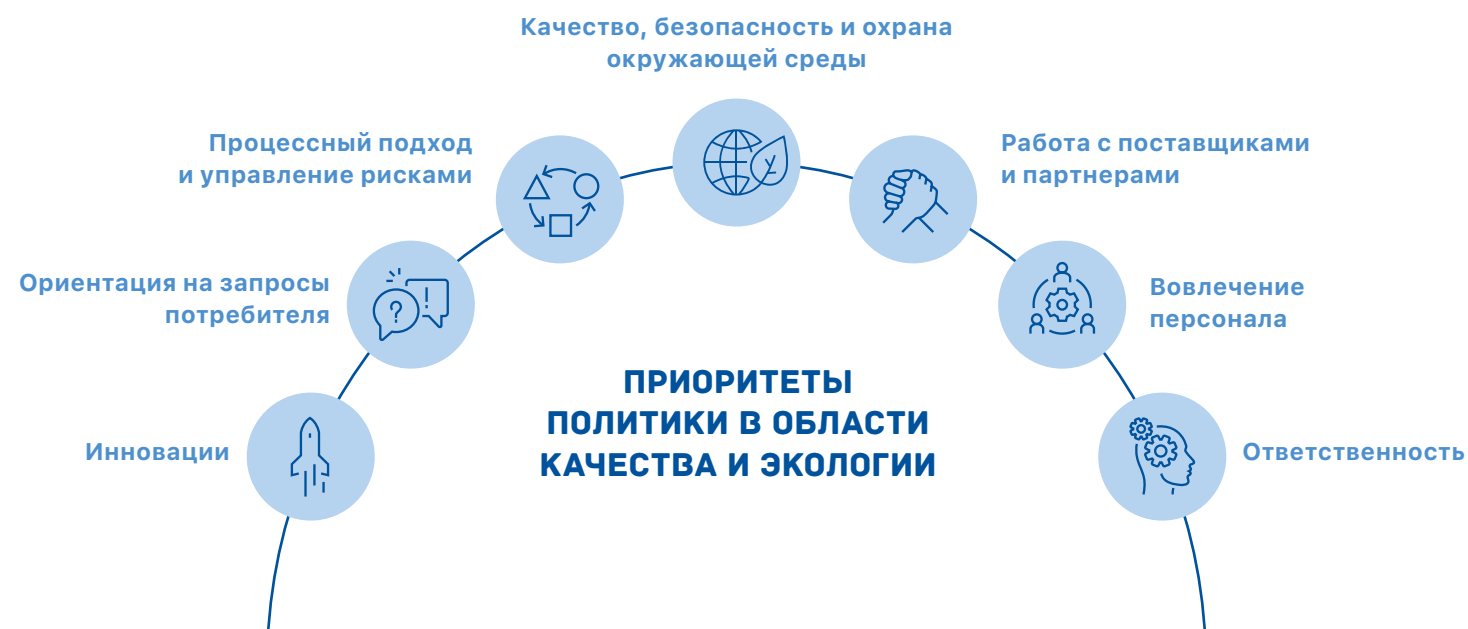 Качество, безопасность и охрана
окружающей среды
Процессный подход
и управление рисками
Работа с поставщиками
и партнерами
Ориентация на запросы
потребителя
Вовлечение
персонала
ПРИОРИТЕТЫ
ПОЛИТИКИ В ОБЛАСТИ
КАЧЕСТВА И ЭКОЛОГИИ
Инновации
Ответственность